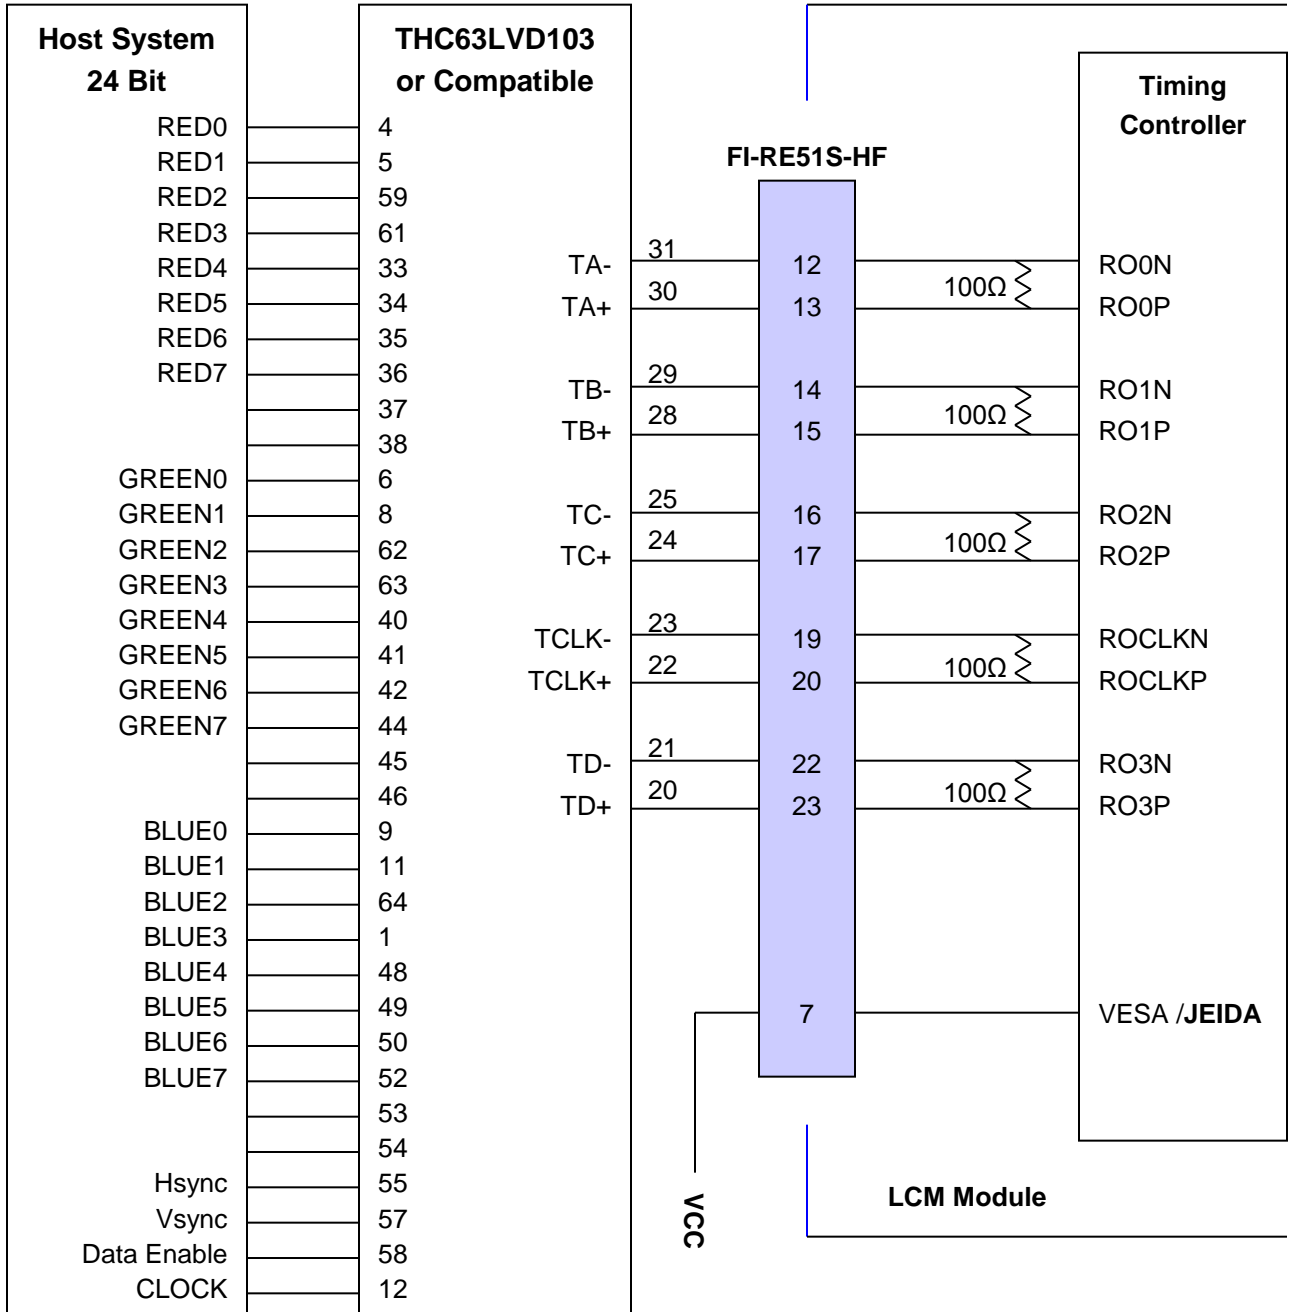 Host System
24 Bit
RED0
RED1
RED2
RED3
RED4
RED5
RED6
RED7
GREEN0
GREEN1
GREEN2
GREEN3
GREEN4
GREEN5
GREEN6
GREEN7
BLUE0
BLUE1
BLUE2
BLUE3
BLUE4
BLUE5
BLUE6
BLUE7
Hsync
Vsync
Data Enable
CLOCK
THC63LVD103
or Compatible
4
5
59
61
33
34
35
36
37
38
6
8
62
63
40
41
42
44
45
46
9
11
64
1
48
49
50
52
53
54
55
57
58
12
TA-
TA+
TB-
TB+
TC-
TC+
TCLK-
TCLK+
TD-
TD+
31
30
29
28
25
24
23
22
21
20
FI-RE51S-HF
12
13
14
15
16
17
19
20
22
23
7
VCC
100Ω
100Ω
100Ω
100Ω
100Ω
Timing
Controller
RO0N
RO0P
RO1N
RO1P
RO2N
RO2P
ROCLKN
ROCLKP
RO3N
RO3P
VESA /JEIDA
LCM Module